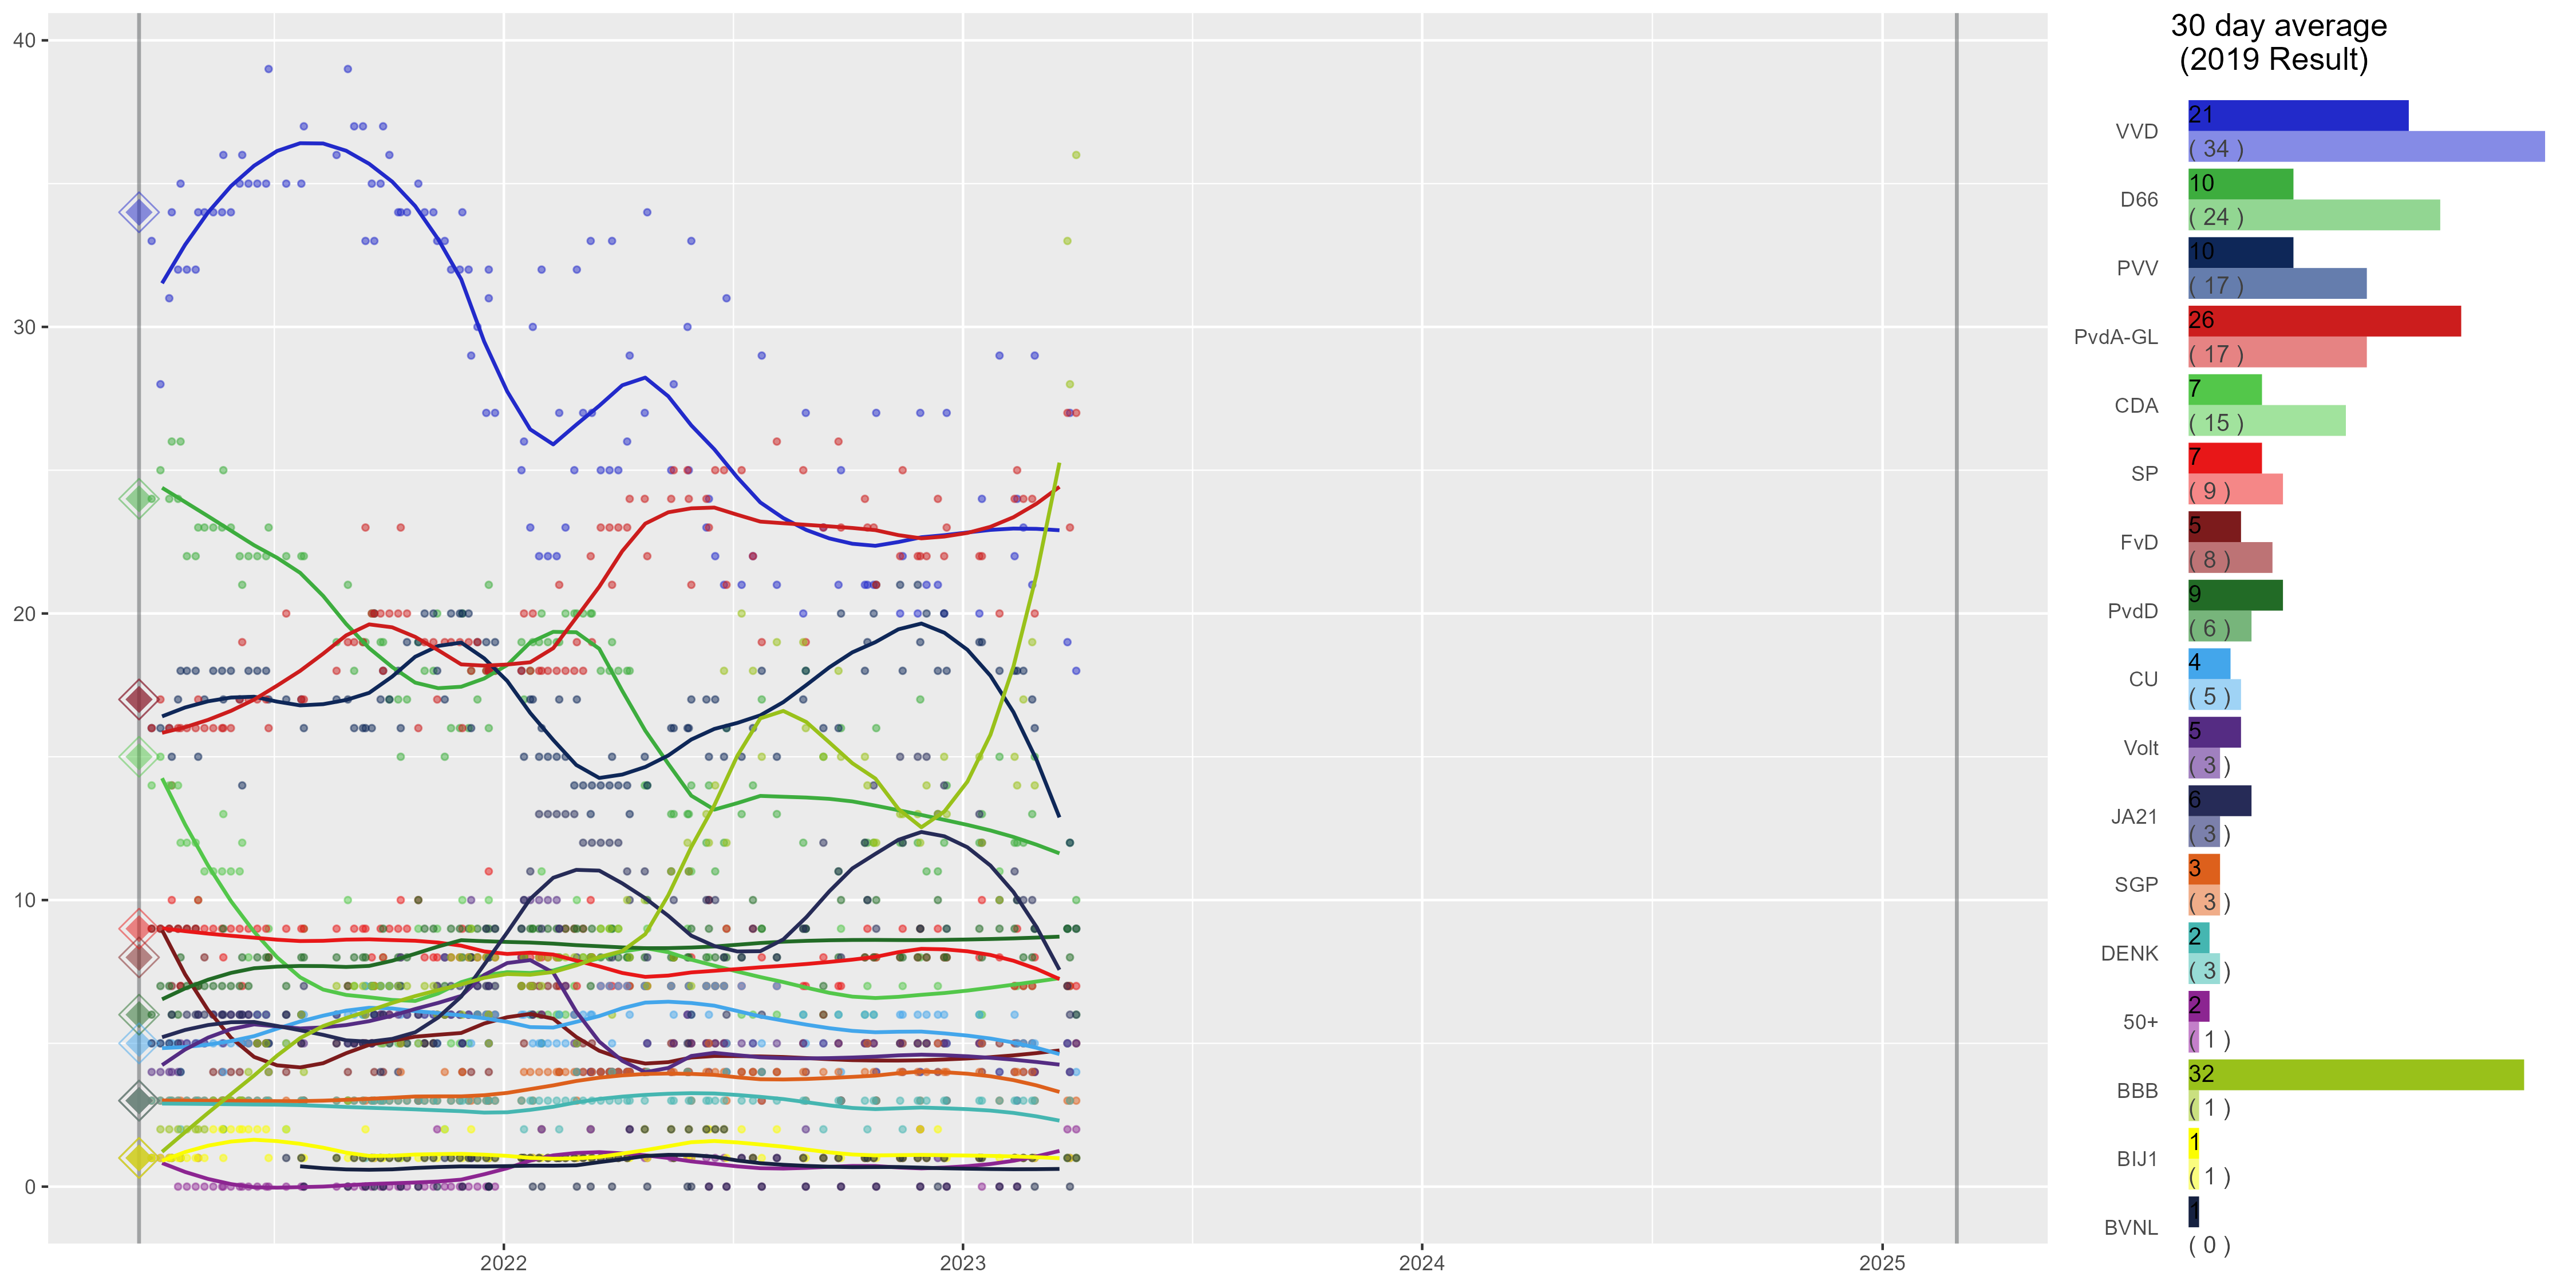 40
30
20
10
0
2022
2023
2024
2025
30 day average
(2019 Result)
VVD
21
( 34 )
D66
10
( 24 )
PVV
10
( 17 )
PvdA-GL
26
( 17 )
CDA
7
( 15 )
SP
7
( 9 )
FvD
5
( 8 )
PvdD
9
( 6 )
CU
4
( 5 )
Volt
5
( 3 )
JA21
6
( 3 )
SGP
3
( 3 )
DENK
2
( 3 )
50+
2
( 1 )
BBB
32
( 1 )
BIJ1
1
( 1 )
BVNL
1
( 0 )